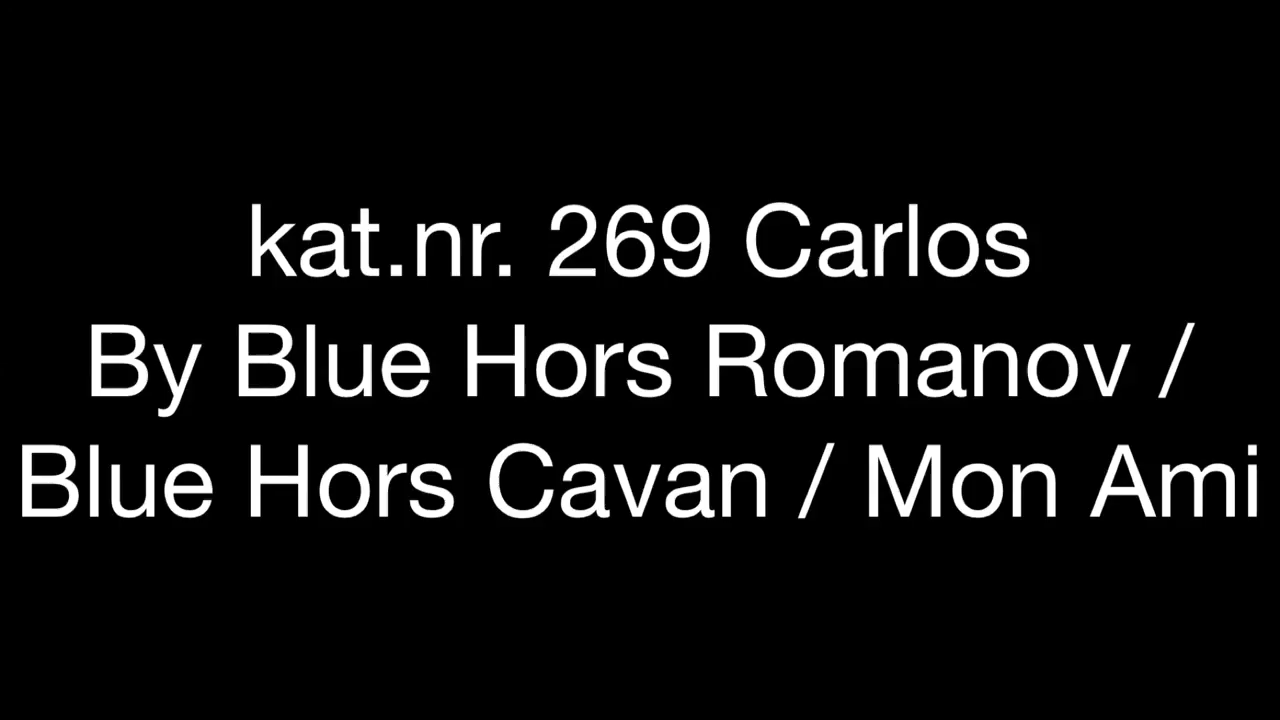 kat.nr. 269 Carlos
By Blue Hors Romanov /
Blue Hors Cavan / Mon Ami